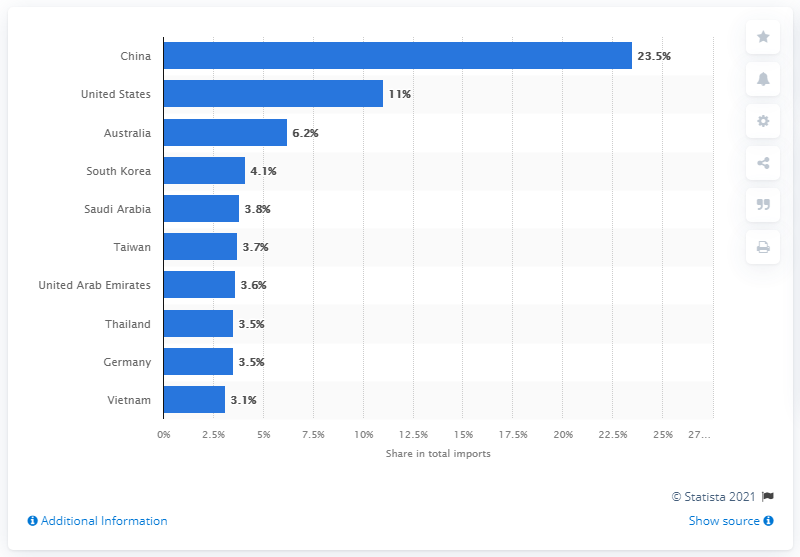 China 23.5%
United States 11%
Australia 6.2%
South Korea 4.1%
Saudi Arabia 3.8%
Taiwan 3.7%
United Arab Emirates 3.6%
Thailand 3.5%
Germany 3.5%
Vietnam 3.1%
0% 2.5% 5% 7.5% 10% 12.5% 15% 17.5% 20% 22.5% 25% 27...
Share in total imports
© Statista 2021
Additional Information Show source